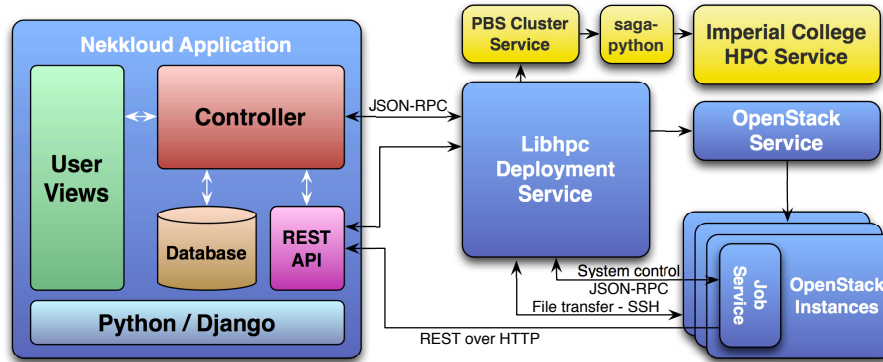 Nekkloud Application
User
Views
Controller
Database
REST
API
Python / Django
JSON-RPC
PBS Cluster
Service
saga-
python
Imperial College
HPC Service
Libhpc
Deployment
Service
OpenStack
Service
System control
JSON-RPC
File transfer - SSH
REST over HTTP
Job
Service
OpenStack
Instances